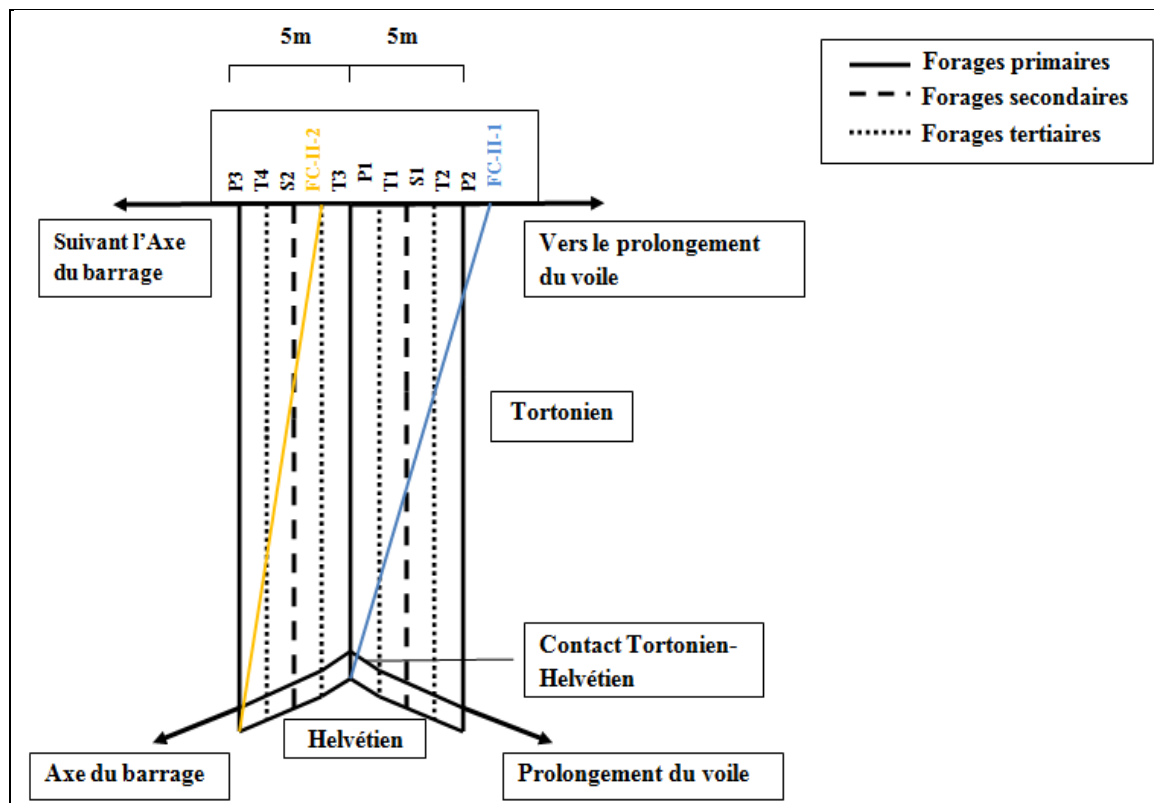 5m 5m
Forages primaires
Forages secondaires
Forages tertiaires
P3
T4
S2
FC-II-2
T3
P1
T1
S1
T2
P2
FC-II-1
Suivant l'Axe
du barrage
Vers le prolongement
du voile
Tortonien
Contact Tortonien-
Helvétien
Helvétien
Axe du barrage
Prolongement du voile